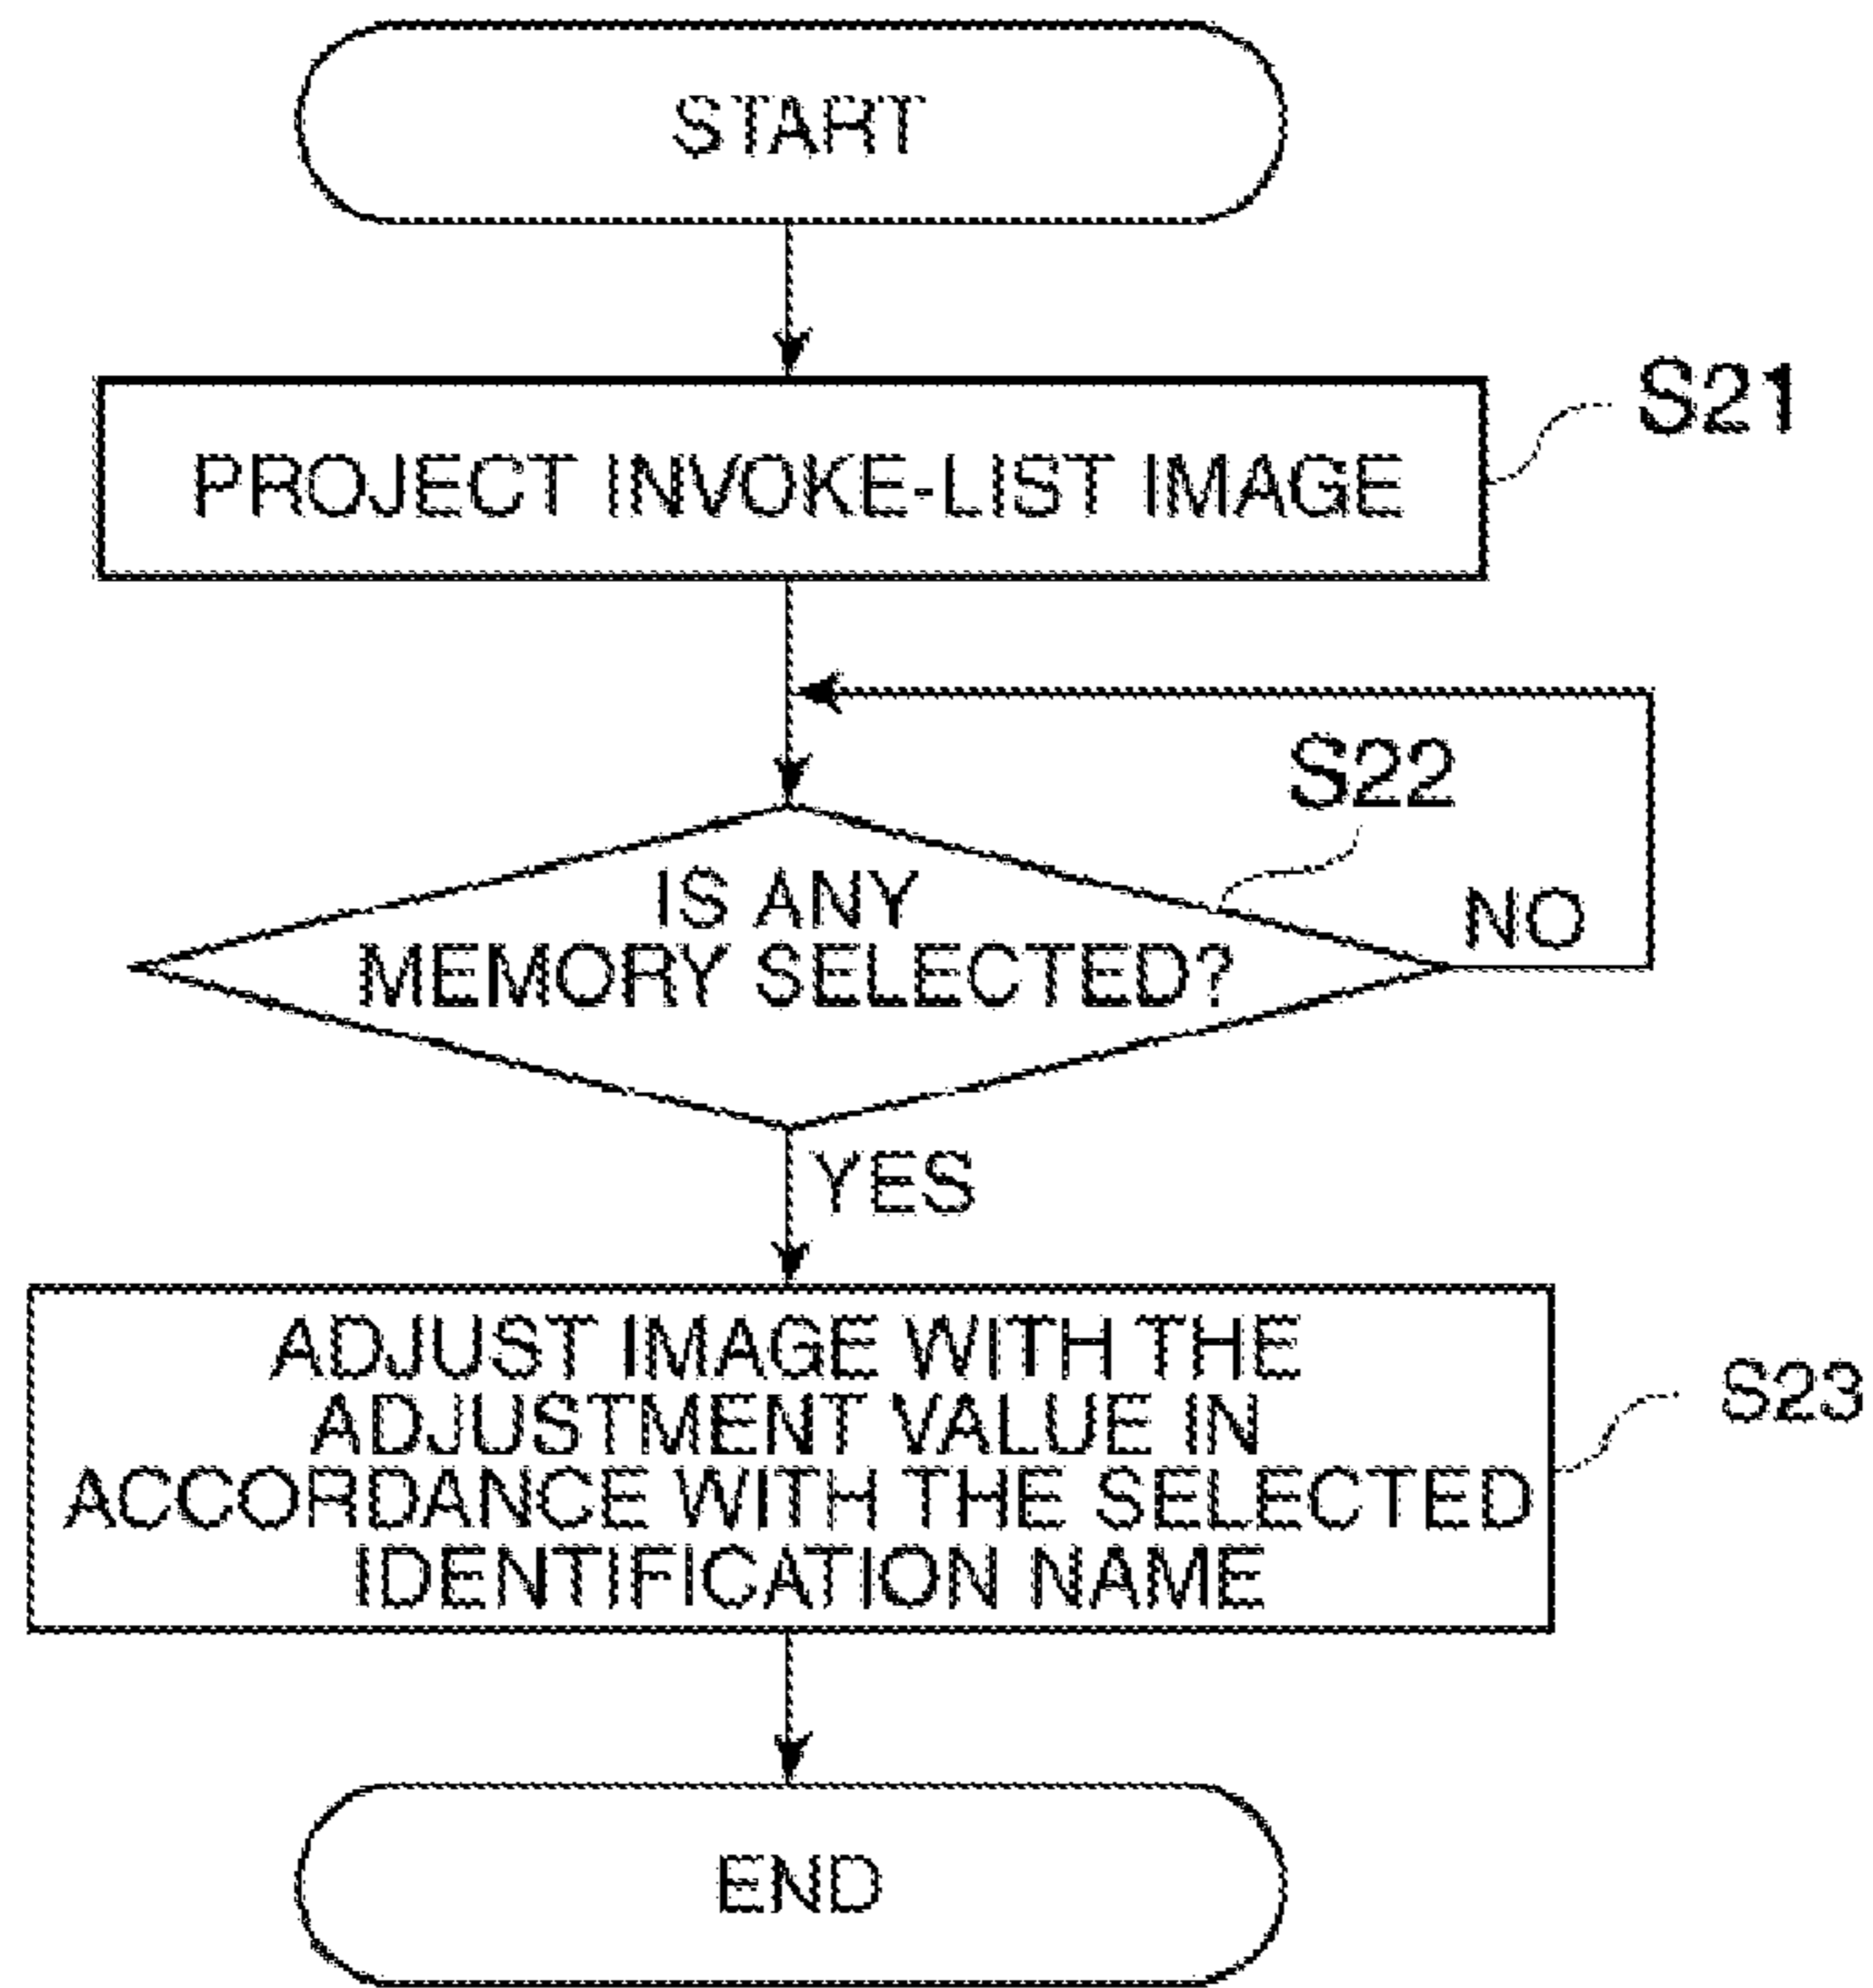 START
PROJECT INVOKE-LIST IMAGE
S21
S22
IS ANY
MEMORY SELECTED?
NO
YES
ADJUST IMAGE WITH THE
ADJUSTMENT VALUE IN
ACCORDANCE WITH THE SELECTED
IDENTIFICATION NAME
S23
END